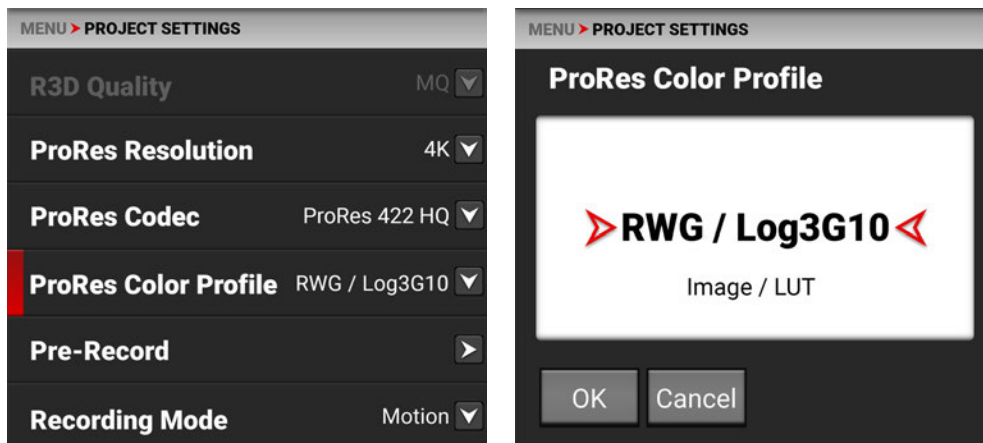 MENU > PROJECT SETTINGS
R3D Quality MQ
ProRes Resolution 4K
ProRes Codec ProRes 422 HQ
ProRes Color Profile RWG / Log3G10
Pre-Record
Recording Mode Motion
MENU > PROJECT SETTINGS
ProRes Color Profile
RWG / Log3G10
Image / LUT
OK Cancel